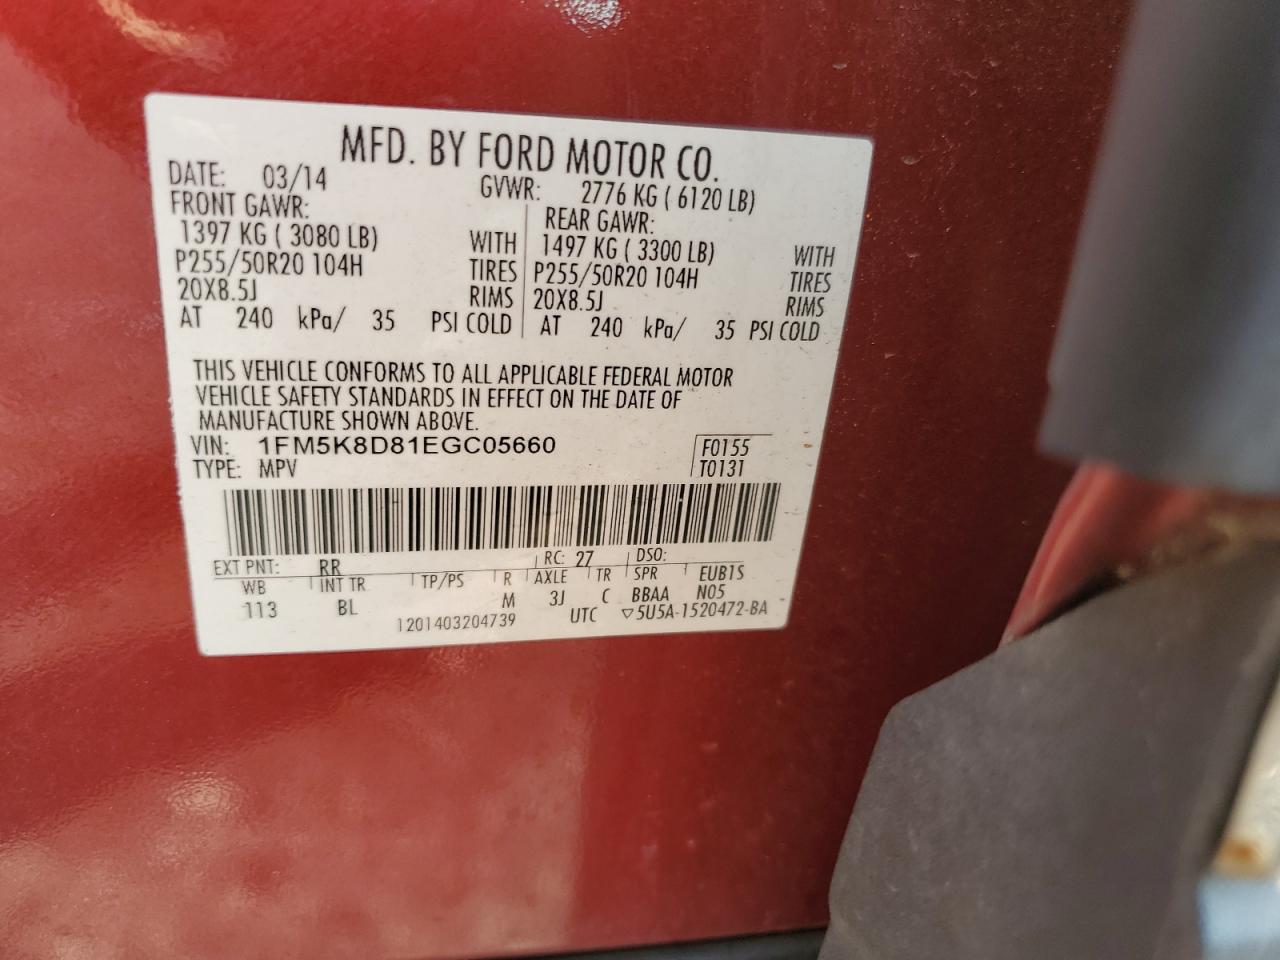 MFD. BY FORD MOTOR CO.
DATE: 03/14 GVWR: 2776 KG ( 6120 LB)
FRONT GAWR: REAR GAWR:
1397 KG ( 3080 LB) WITH 1497 KG ( 3300 LB) WITH
P255/50R20 104H TIRES P255/50R20 104H TIRES
20X8.5J RIMS 20X8.5J RIMS
AT 240 kPa/ 35 PSI COLD AT 240 kPa/ 35 PSI COLD
THIS VEHICLE CONFORMS TO ALL APPLICABLE FEDERAL MOTOR
VEHICLE SAFETY STANDARDS IN EFFECT ON THE DATE OF
MANUFACTURE SHOWN ABOVE.
VIN: 1FM5K8D81EGC05660 F0155
TYPE: MPV T0131
EXT PNT: RR RC: 27 DSO:
WB INT TR TP/PS R AXLE TR SPR EUB1S
113 BL M 3J C BBAA N05
1201403204739 UTC ▽5U5A-1520472-BA